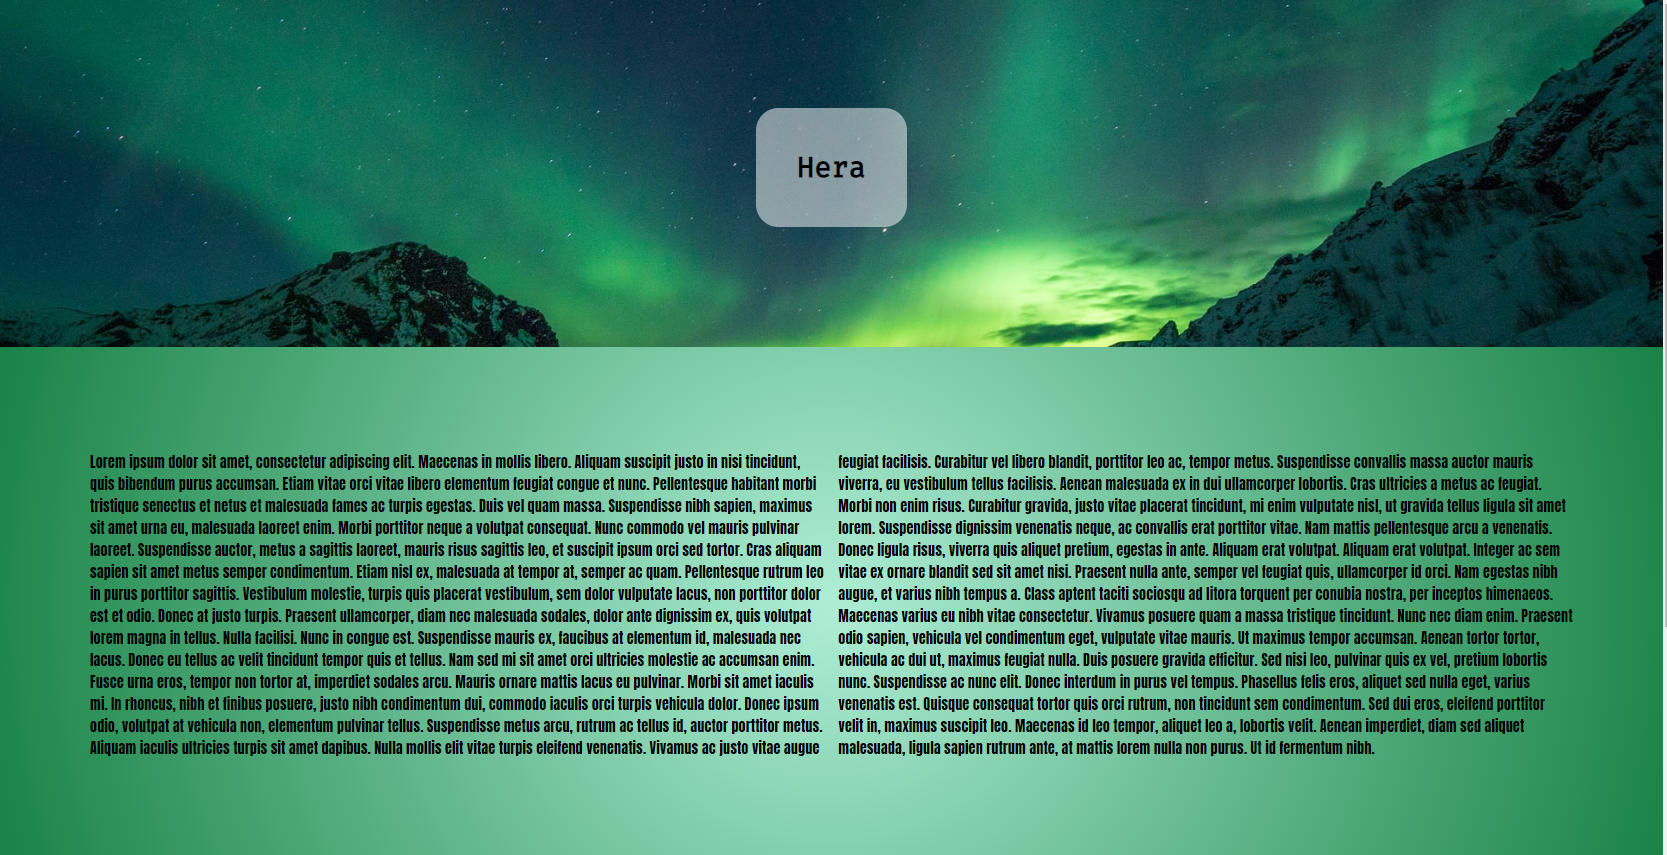 Hera
Lorem ipsum dolor sit amet, consectetur adipiscing elit. Maecenas in mollis libero. Aliquam suscipit justo in nisi tincidunt,
quis bibendum purus accumsan. Etiam vitae orci vitae libero elementum feugiat congue et nunc. Pellentesque habitant morbi
tristique senectus et netus et malesuada fames ac turpis egestas. Duis vel quam massa. Suspendisse nibh sapien, maximus
sit amet urna eu, malesuada laoreet enim. Morbi porttitor neque a volutpat consequat. Nunc commodo vel mauris pulvinar
laoreet. Suspendisse auctor, metus a sagittis laoreet, mauris risus sagittis leo, et suscipit ipsum orci sed tortor. Cras aliquam
sapien sit amet metus semper condimentum. Etiam nisl ex, malesuada at tempor at, semper ac quam. Pellentesque rutrum leo
in purus porttitor sagittis. Vestibulum molestie, turpis quis placerat vestibulum, sem dolor vulputate lacus, non porttitor dolor
est et odio. Donec at justo turpis. Praesent ullamcorper, diam nec malesuada sodales, dolor ante dignissim ex, quis volutpat
lorem magna in tellus. Nulla facilisi. Nunc in congue est. Suspendisse mauris ex, faucibus at elementum id, malesuada nec
lacus. Donec eu tellus ac velit tincidunt tempor quis et tellus. Nam sed mi sit amet orci ultricies molestie ac accumsan enim.
Fusce urna eros, tempor non tortor at, imperdiet sodales arcu. Mauris ornare mattis lacus eu pulvinar. Morbi sit amet iaculis
mi. In rhoncus, nibh et finibus posuere, justo nibh condimentum dui, commodo iaculis orci turpis vehicula dolor. Donec ipsum
odio, volutpat at vehicula non, elementum pulvinar tellus. Suspendisse metus arcu, rutrum ac tellus id, auctor porttitor metus.
Aliquam iaculis ultricies turpis sit amet dapibus. Nulla mollis elit vitae turpis eleifend venenatis. Vivamus ac justo vitae augue
feugiat facilisis. Curabitur vel libero blandit, porttitor leo ac, tempor metus. Suspendisse convallis massa auctor mauris
viverra, eu vestibulum tellus facilisis. Aenean malesuada ex in dui ullamcorper lobortis. Cras ultricies a metus ac feugiat.
Morbi non enim risus. Curabitur gravida, justo vitae placerat tincidunt, mi enim vulputate nisl, ut gravida tellus ligula sit amet
lorem. Suspendisse dignissim venenatis neque, ac convallis erat porttitor vitae. Nam mattis pellentesque arcu a venenatis.
Donec ligula risus, viverra quis aliquet pretium, egestas in ante. Aliquam erat volutpat. Aliquam erat volutpat. Integer ac sem
vitae ex ornare blandit sed sit amet nisi. Praesent nulla ante, semper vel feugiat quis, ullamcorper id orci. Nam egestas nibh
augue, et varius nibh tempus a. Class aptent taciti sociosqu ad litora torquent per conubia nostra, per inceptos himenaeos.
Maecenas varius eu nibh vitae consectetur. Vivamus posuere quam a massa tristique tincidunt. Nunc nec diam enim. Praesent
odio sapien, vehicula vel condimentum eget, vulputate vitae mauris. Ut maximus tempor accumsan. Aenean tortor tortor,
vehicula ac dui ut, maximus feugiat nulla. Duis posuere gravida efficitur. Sed nisi leo, pulvinar quis ex vel, pretium lobortis
nunc. Suspendisse ac nunc elit. Donec interdum in purus vel tempus. Phasellus felis eros, aliquet sed nulla eget, varius
venenatis est. Quisque consequat tortor quis orci rutrum, non tincidunt sem condimentum. Sed dui eros, eleifend porttitor
velit in, maximus suscipit leo. Maecenas id leo tempor, aliquet leo a, lobortis velit. Aenean imperdiet, diam sed aliquet
malesuada, ligula sapien rutrum ante, at mattis lorem nulla non purus. Ut id fermentum nibh.